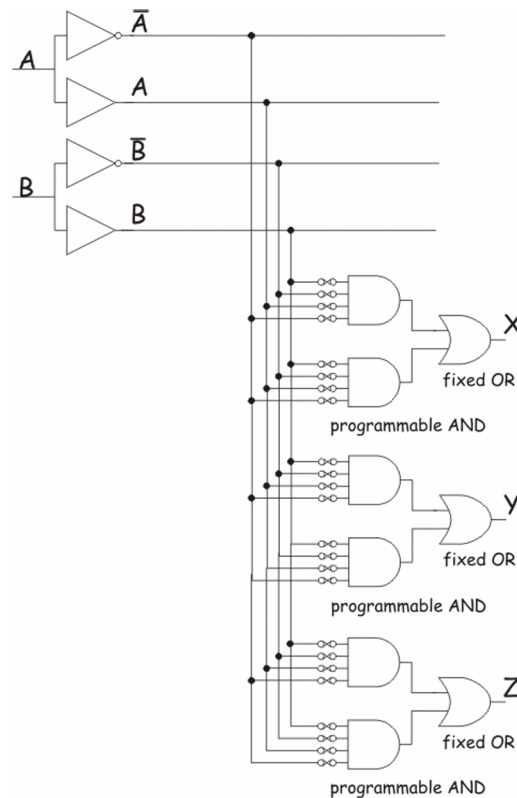 A̅
A
A
B̅
B
B
X
fixed OR
programmable AND
Y
fixed OR
programmable AND
Z
fixed OR
programmable AND